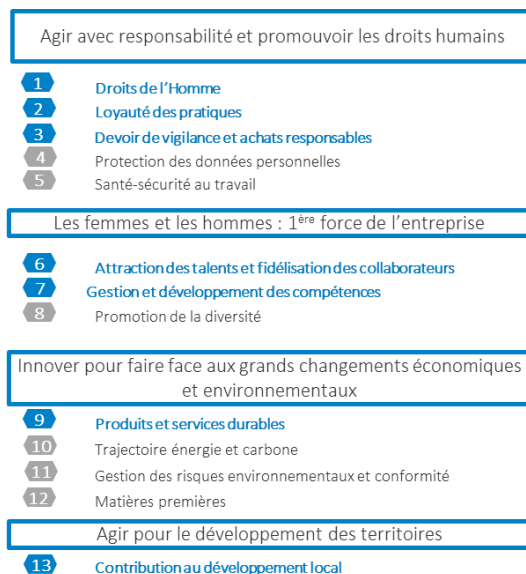 Agir avec responsabilité et promouvoir les droits humains
1 Droits de l'Homme
2 Loyauté des pratiques
3 Devoir de vigilance et achats responsables
4 Protection des données personnelles
5 Santé-sécurité au travail
Les femmes et les hommes : 1ère force de l'entreprise
6 Attraction des talents et fidélisation des collaborateurs
7 Gestion et développement des compétences
8 Promotion de la diversité
Innover pour faire face aux grands changements économiques
et environnementaux
9 Produits et services durables
10 Trajectoire énergie et carbone
11 Gestion des risques environnementaux et conformité
12 Matières premières
Agir pour le développement des territoires
13 Contribution au développement local